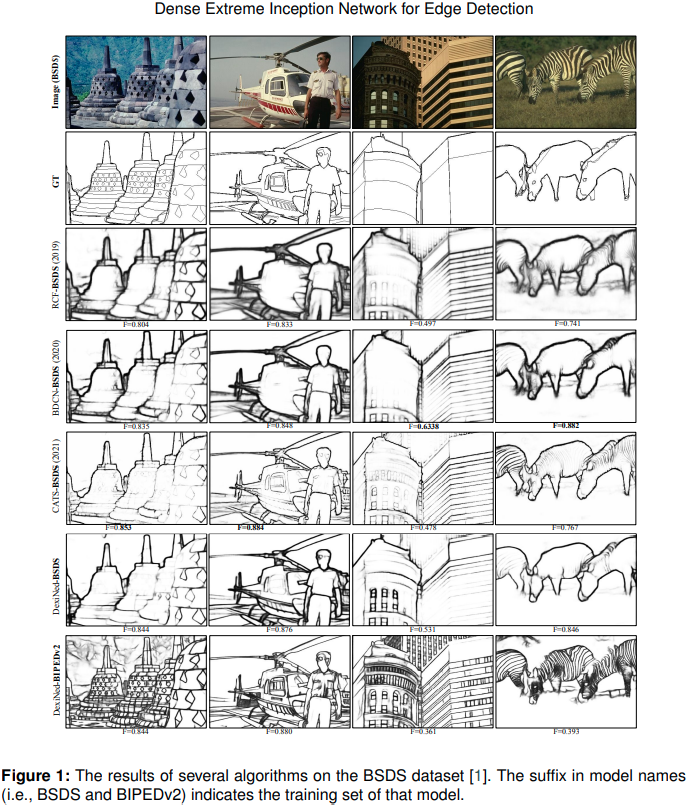 Dense Extreme Inception Network for Edge Detection
Image (BSDS)
GT
RCF-BSDS (2019)
F=0.804 F=0.833 F=0.497 F=0.741
BDCN-BSDS (2020)
F=0.835 F=0.848 F=0.6338 F=0.882
CATS-BSDS (2021)
F=0.853 F=0.884 F=0.478 F=0.767
DexiNed-BSDS
F=0.844 F=0.876 F=0.531 F=0.846
DexiNed-BIPEDv2
F=0.844 F=0.880 F=0.361 F=0.393
Figure 1: The results of several algorithms on the BSDS dataset [1]. The suffix in model names
(i.e., BSDS and BIPEDv2) indicates the training set of that model.